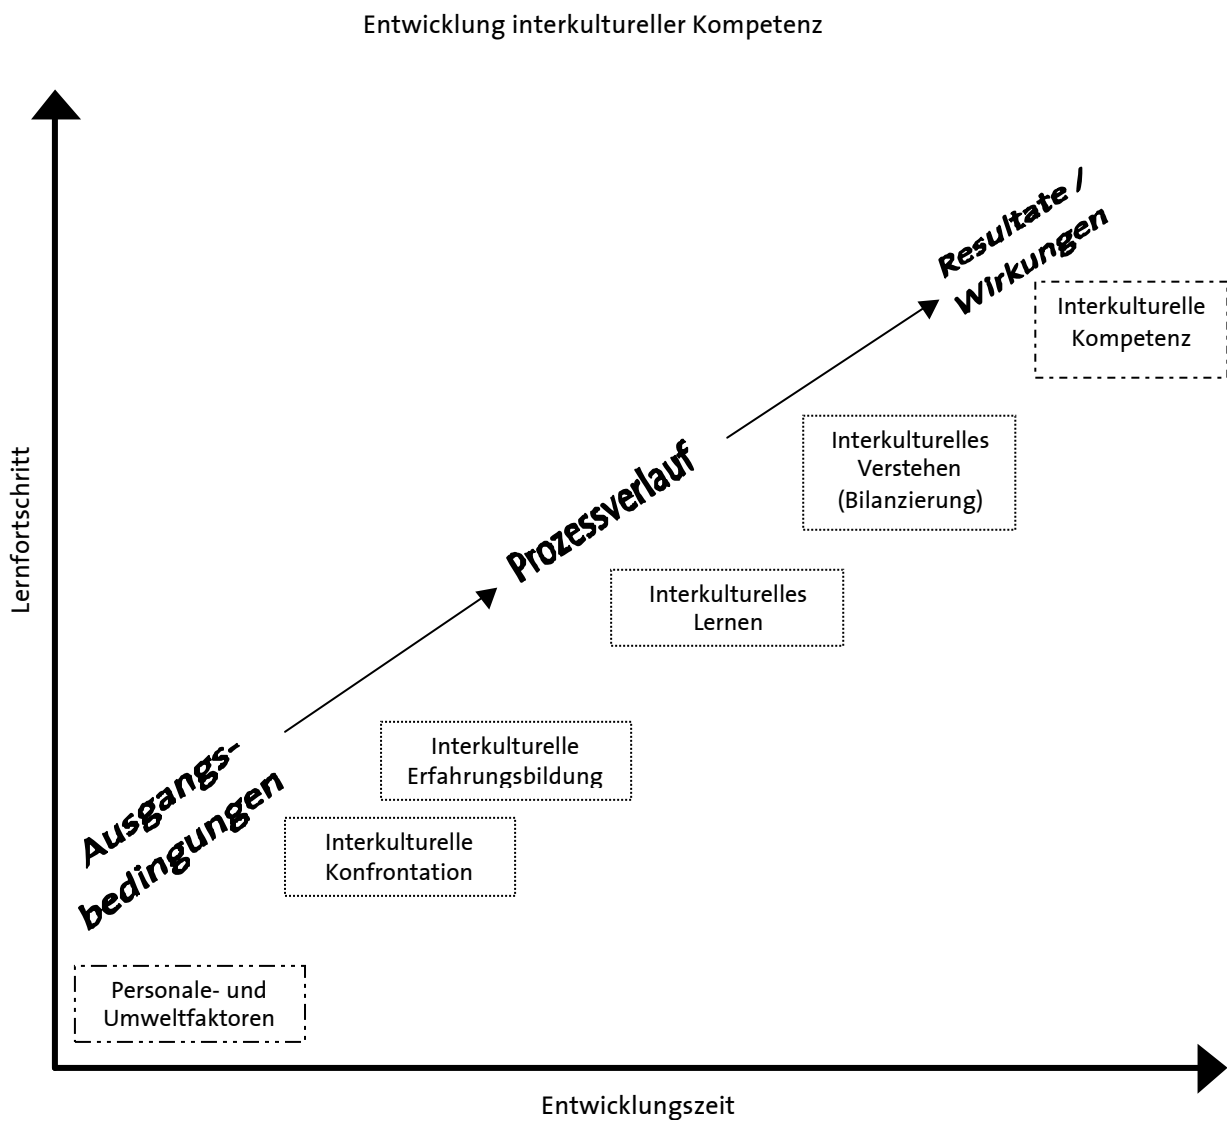 Entwicklung interkultureller Kompetenz
Resultate /
Wirkungen
Interkulturelle
Kompetenz
Interkulturelles
Verstehen
(Bilanzierung)
Prozessverlauf
Lernfortschritt
Interkulturelles
Lernen
Interkulturelle
Erfahrungsbildung
Ausgangs-
bedingungen
Interkulturelle
Konfrontation
Personale- und
Umweltfaktoren
Entwicklungszeit